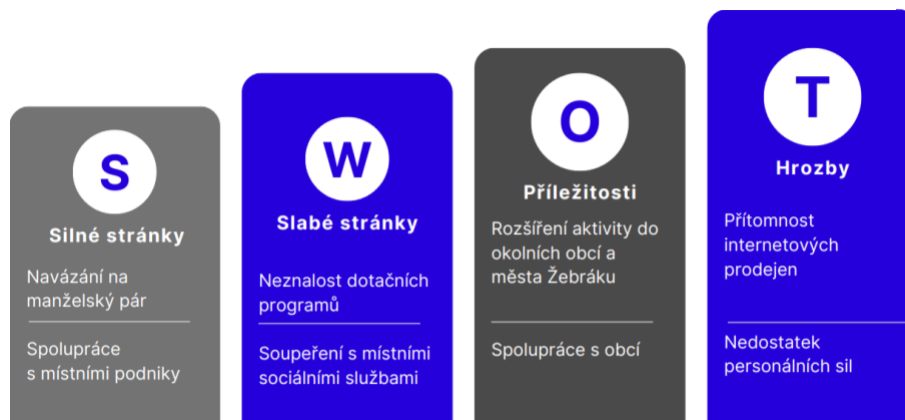 S
Silné stránky
Navázání na
manželský pár
Spolupráce
s místními podniky
W
Slabé stránky
Neznalost dotačních
programů
Soupeření s místními
sociálními službami
O
Příležitosti
Rozšíření aktivity do
okolních obcí a
města Žebráku
Spolupráce s obcí
T
Hrozby
Přítomnost
internetových
prodejen
Nedostatek
personálních sil